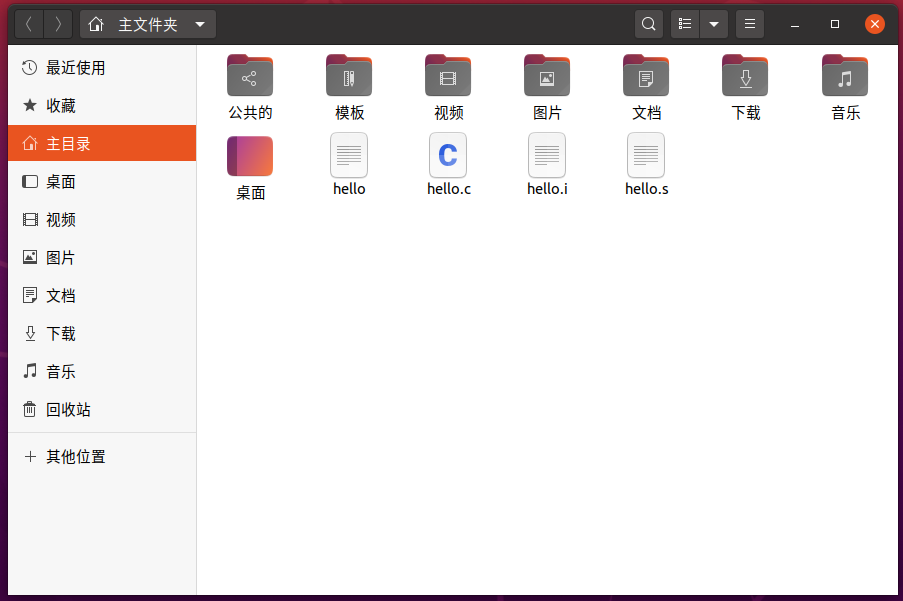 主文件夹
最近使用
收藏
主目录
桌面
视频
图片
文档
下载
音乐
回收站
其他位置
公共的
模板
视频
图片
文档
下载
音乐
桌面
hello
hello.c
hello.i
hello.s